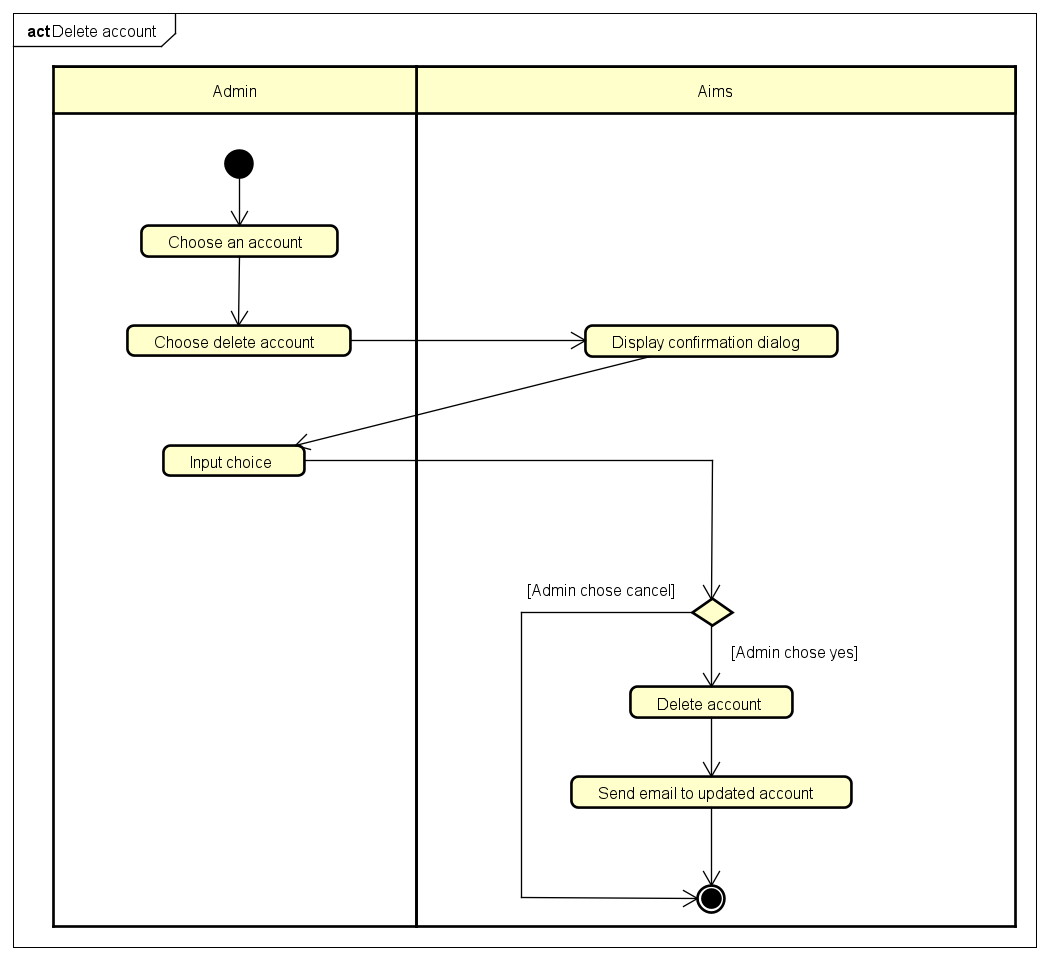 act Delete account
Admin
Aims
Choose an account
Choose delete account
Display confirmation dialog
Input choice
[Admin chose cancel]
[Admin chose yes]
Delete account
Send email to updated account